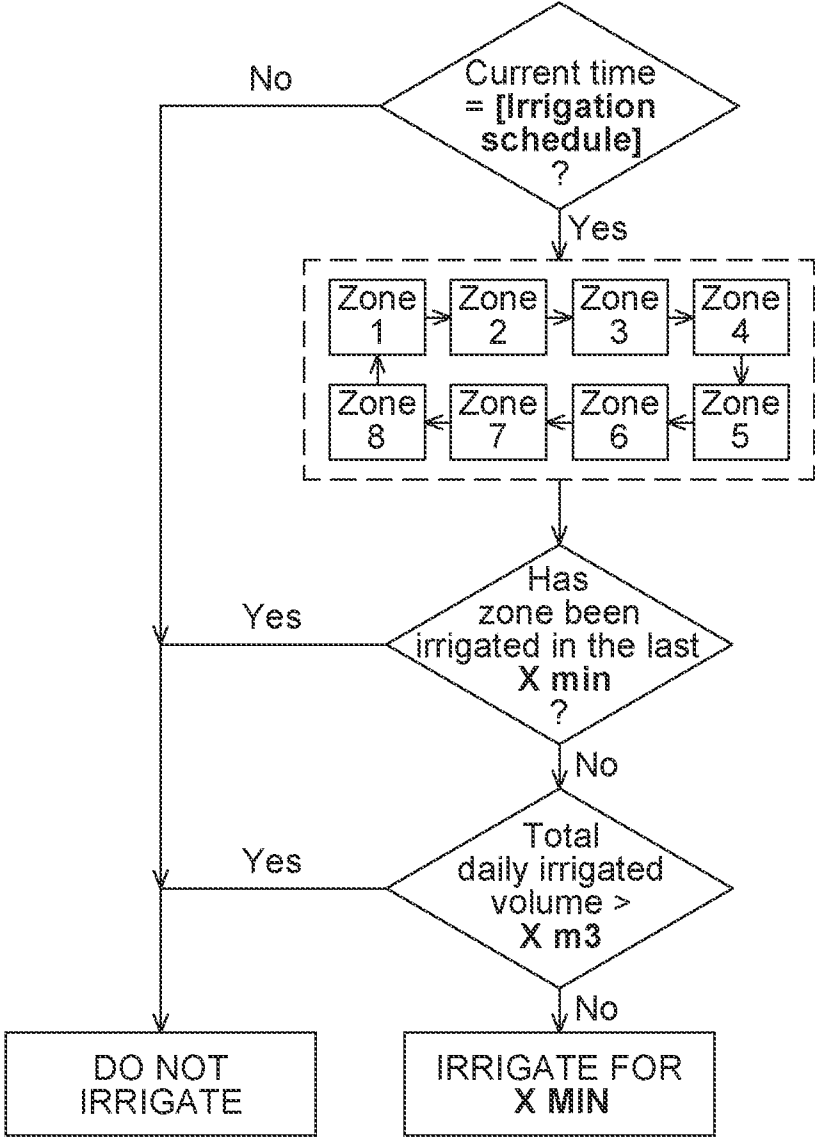 No
Current time
= [Irrigation
schedule]
?
Yes
Zone
1
Zone
2
Zone
3
Zone
4
Zone
8
Zone
7
Zone
6
Zone
5
Yes
Has
zone been
irrigated in the last
X min
?
No
Yes
Total
daily irrigated
volume >
X m3
No
DO NOT
IRRIGATE
IRRIGATE FOR
X MIN